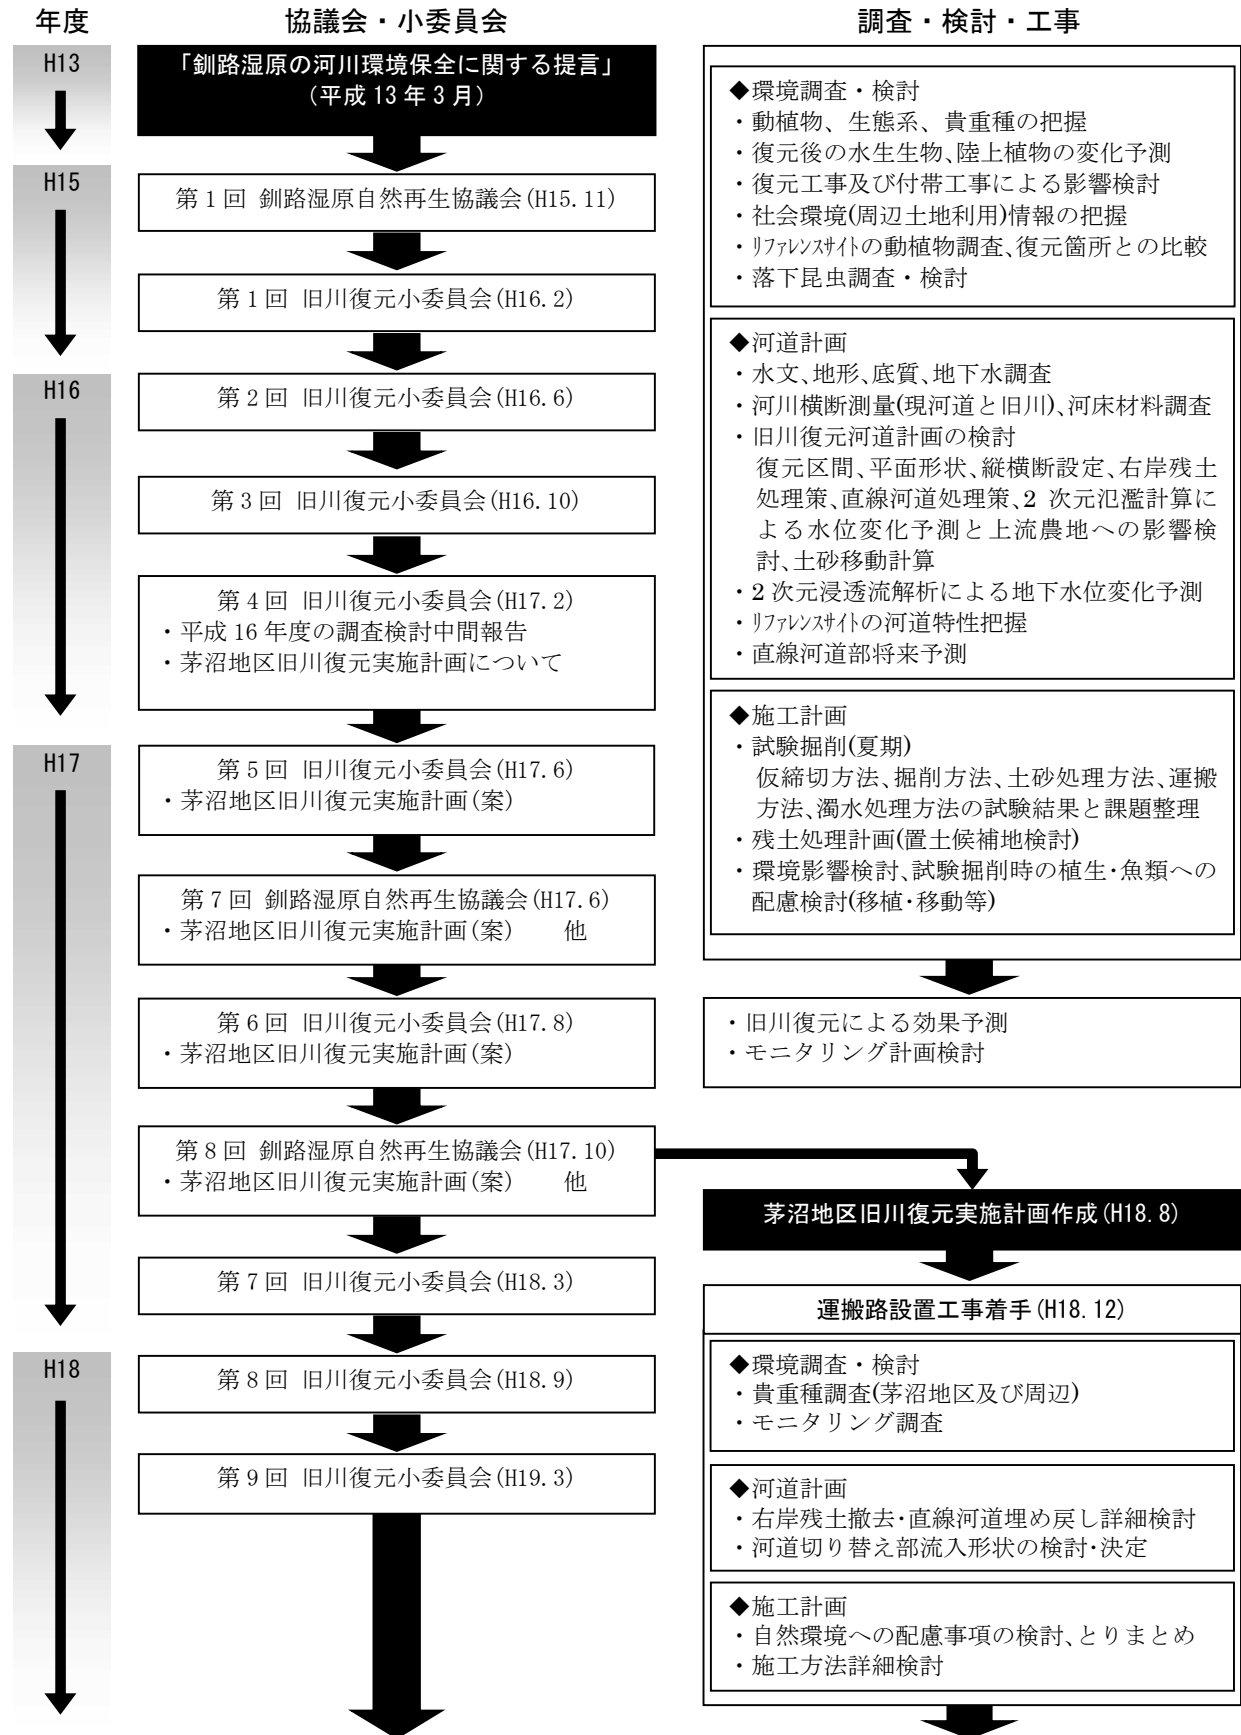 年度
協議会・小委員会
調査・検討・工事
H13
「釧路湿原の河川環境保全に関する提言」
(平成 13 年 3 月)
H15
第 1 回 釧路湿原自然再生協議会(H15.11)
第 1 回 旧川復元小委員会(H16.2)
H16
第 2 回 旧川復元小委員会(H16.6)
第 3 回 旧川復元小委員会(H16.10)
第 4 回 旧川復元小委員会(H17.2)
・平成 16 年度の調査検討中間報告
・茅沼地区旧川復元実施計画について
H17
第 5 回 旧川復元小委員会(H17.6)
・茅沼地区旧川復元実施計画(案)
第 7 回 釧路湿原自然再生協議会(H17.6)
・茅沼地区旧川復元実施計画(案) 他
第 6 回 旧川復元小委員会(H17.8)
・茅沼地区旧川復元実施計画(案)
第 8 回 釧路湿原自然再生協議会(H17.10)
・茅沼地区旧川復元実施計画(案) 他
第 7 回 旧川復元小委員会(H18.3)
H18
第 8 回 旧川復元小委員会(H18.9)
第 9 回 旧川復元小委員会(H19.3)
◆環境調査・検討
・動植物、生態系、貴重種の把握
・復元後の水生生物、陸上植物の変化予測
・復元工事及び付帯工事による影響検討
・社会環境(周辺土地利用)情報の把握
・ﾘﾌｧﾚﾝｽｻｲﾄの動植物調査、復元箇所との比較
・落下昆虫調査・検討
◆河道計画
・水文、地形、底質、地下水調査
・河川横断測量(現河道と旧川)、河床材料調査
・旧川復元河道計画の検討
復元区間、平面形状、縦横断設定、右岸残土
処理策、直線河道処理策、2 次元氾濫計算に
よる水位変化予測と上流農地への影響検
討、土砂移動計算
・2 次元浸透流解析による地下水位変化予測
・ﾘﾌｧﾚﾝｽｻｲﾄの河道特性把握
・直線河道部将来予測
◆施工計画
・試験掘削(夏期)
仮締切方法、掘削方法、土砂処理方法、運搬
方法、濁水処理方法の試験結果と課題整理
・残土処理計画(置土候補地検討)
・環境影響検討、試験掘削時の植生・魚類への
配慮検討(移植・移動等)
・旧川復元による効果予測
・モニタリング計画検討
茅沼地区旧川復元実施計画作成(H18.8)
運搬路設置工事着手(H18.12)
◆環境調査・検討
・貴重種調査(茅沼地区及び周辺)
・モニタリング調査
◆河道計画
・右岸残土撤去・直線河道埋め戻し詳細検討
・河道切り替え部流入形状の検討・決定
◆施工計画
・自然環境への配慮事項の検討、とりまとめ
・施工方法詳細検討